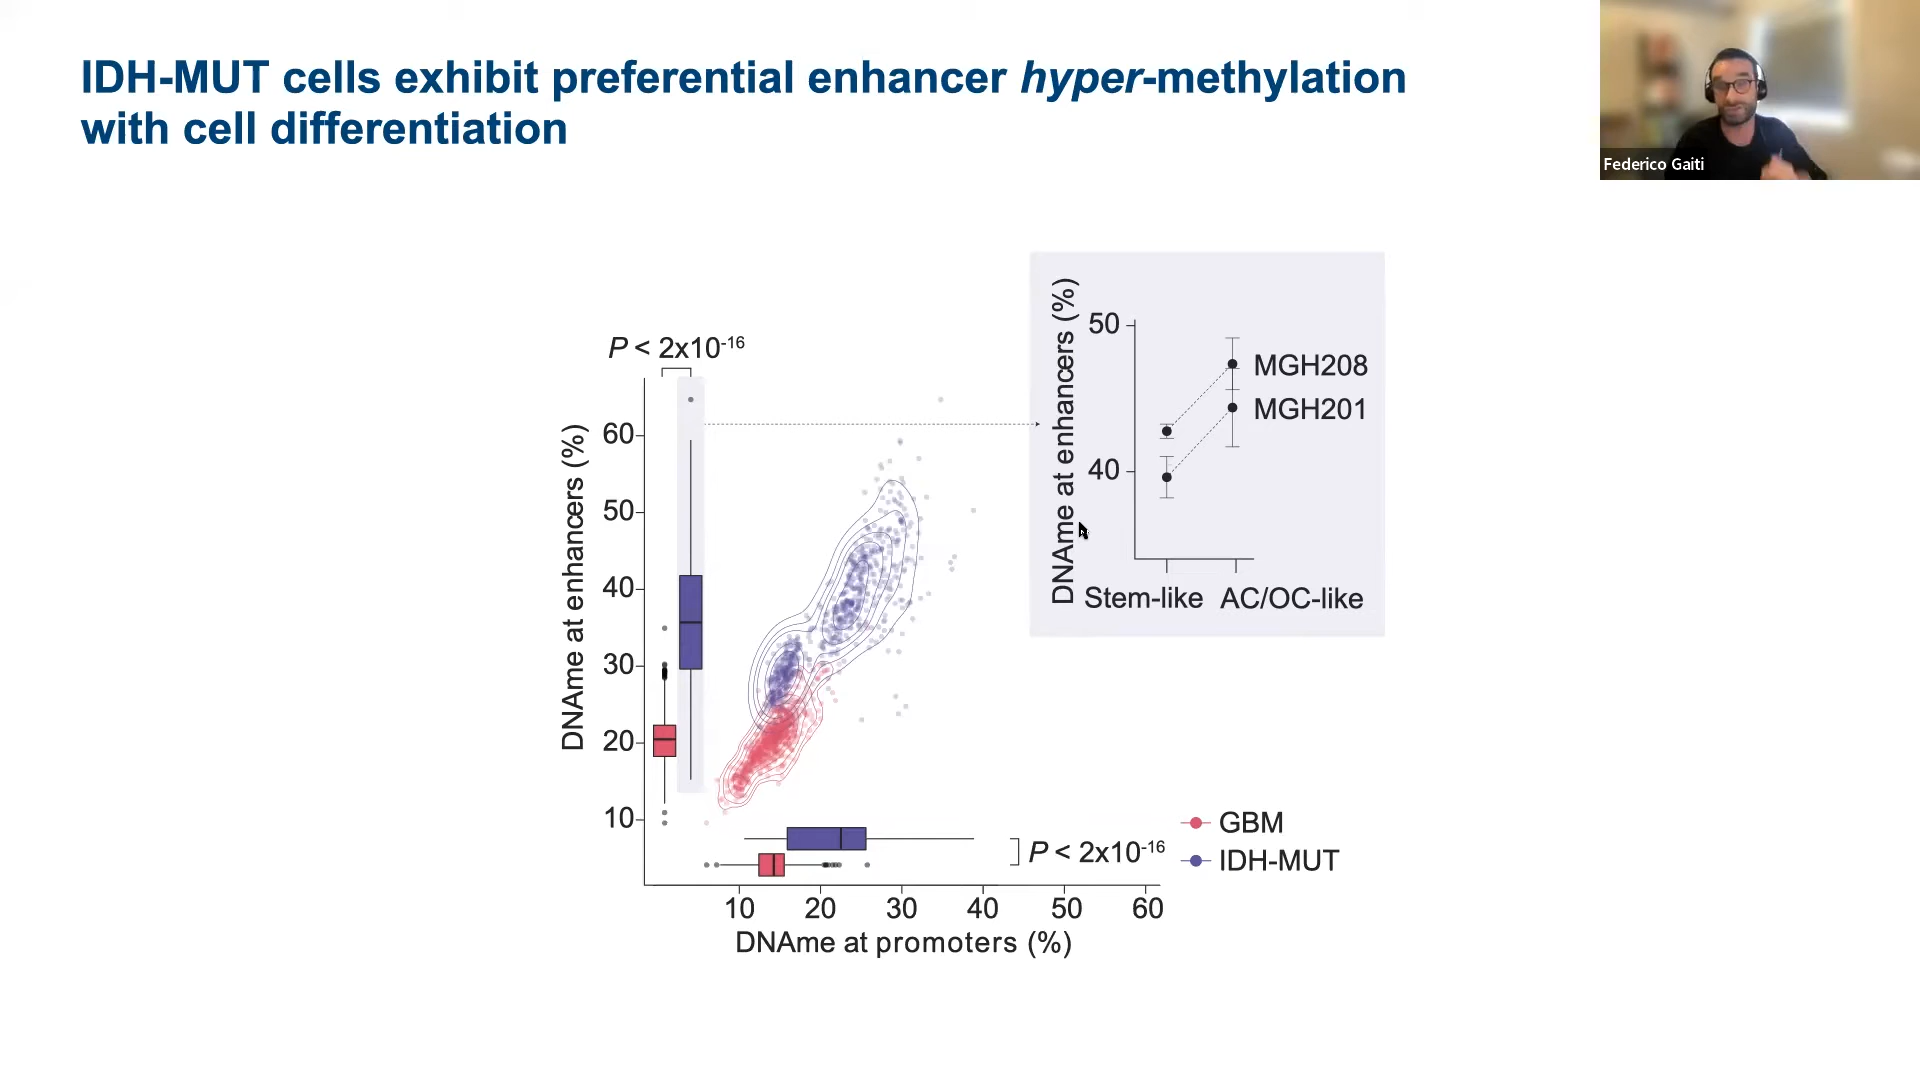 IDH-MUT cells exhibit preferential enhancer hyper-methylation
with cell differentiation
Federico Gaiti
P < 2x10-16
DNAme at enhancers (%)
60
50
40
30
20
10
DNAme at enhancers (%)
50
40
MGH208
MGH201
Stem-like AC/OC-like
P < 2x10-16
GBM
IDH-MUT
10 20 30 40 50 60
DNAme at promoters (%)